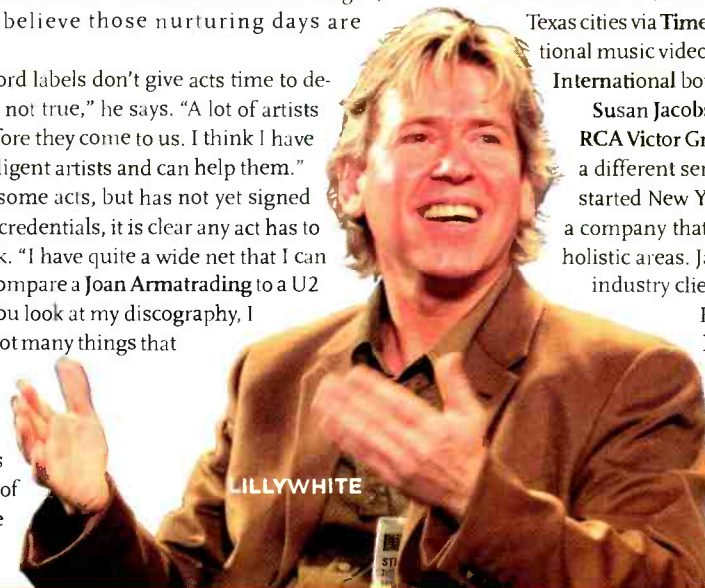 believe those nurturing days are
ord labels don't give acts time to de-
not true," he says. "A lot of artists
fore they come to us. I think I have
ligent artists and can help them."
some acts, but has not yet signed
credentials, it is clear any act has to
k. "I have quite a wide net that I can
ompare a Joan Armatrading to a U2
ou look at my discography, I
ot many things that
s
of
e
LILLYWHITE
ST
Texas cities via Time
tional music video
International bo
Susan Jacobs
RCA Victor Gr
a different ser
started New Y
a company that
holistic areas. Ja
industry clie